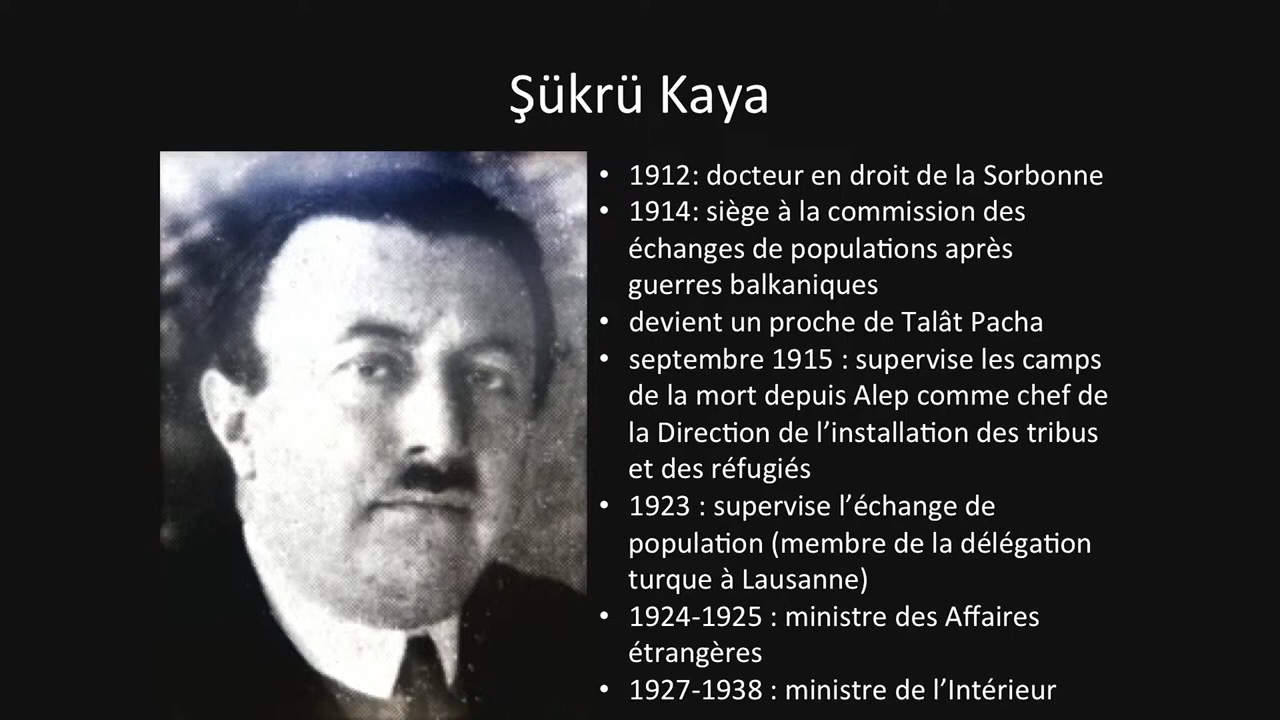 Şükrü Kaya
• 1912: docteur en droit de la Sorbonne
• 1914: siège à la commission des
échanges de populations après
guerres balkaniques
• devient un proche de Talât Pacha
• septembre 1915 : supervise les camps
de la mort depuis Alep comme chef de
la Direction de l’installation des tribus
et des réfugiés
• 1923 : supervise l’échange de
population (membre de la délégation
turque à Lausanne)
• 1924-1925 : ministre des Affaires
étrangères
• 1927-1938 : ministre de l’Intérieur